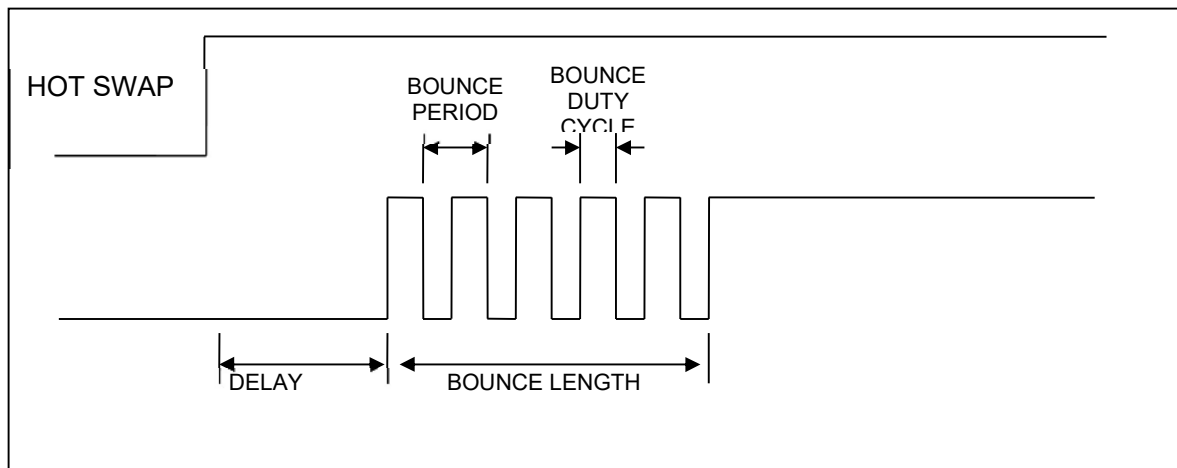 HOT SWAP
BOUNCE
PERIOD
BOUNCE
DUTY
CYCLE
DELAY
BOUNCE LENGTH